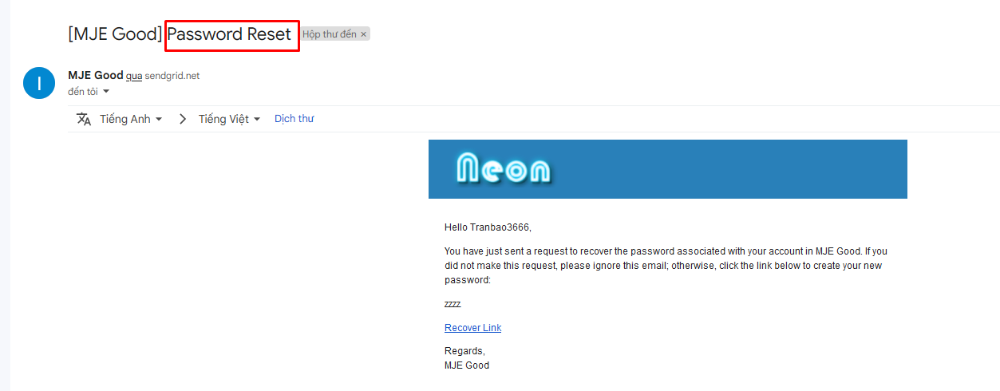 [MJE Good] Password Reset Hộp thư đến ×
I
MJE Good qua sendgrid.net
đến tôi
Tiếng Anh > Tiếng Việt Dịch thư
Neon
Hello Tranbao3666,
You have just sent a request to recover the password associated with your account in MJE Good. If you
did not make this request, please ignore this email; otherwise, click the link below to create your new
password:
zzzz
Recover Link
Regards,
MJE Good